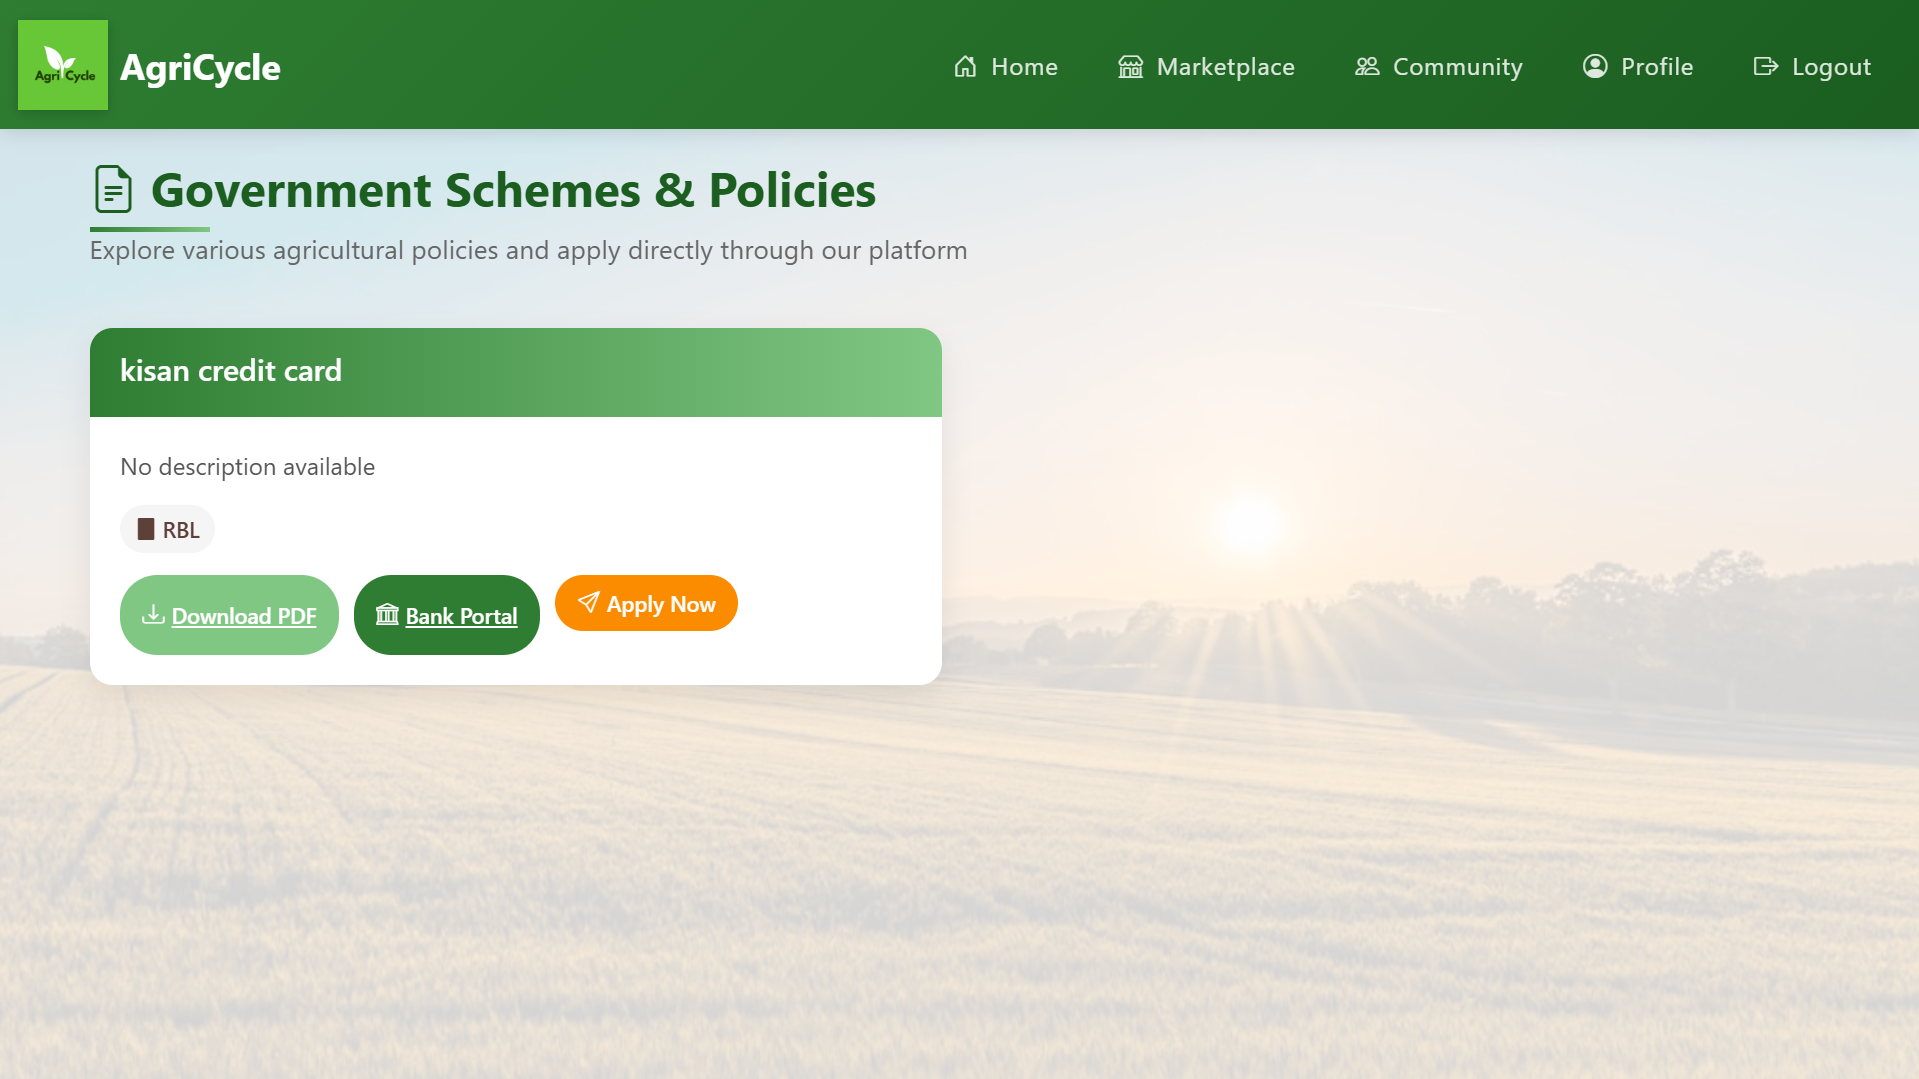 Agri Cycle
AgriCycle
Home
Marketplace
Community
Profile
Logout
Government Schemes & Policies
Explore various agricultural policies and apply directly through our platform
kisan credit card
No description available
RBL
Download PDF
Bank Portal
Apply Now